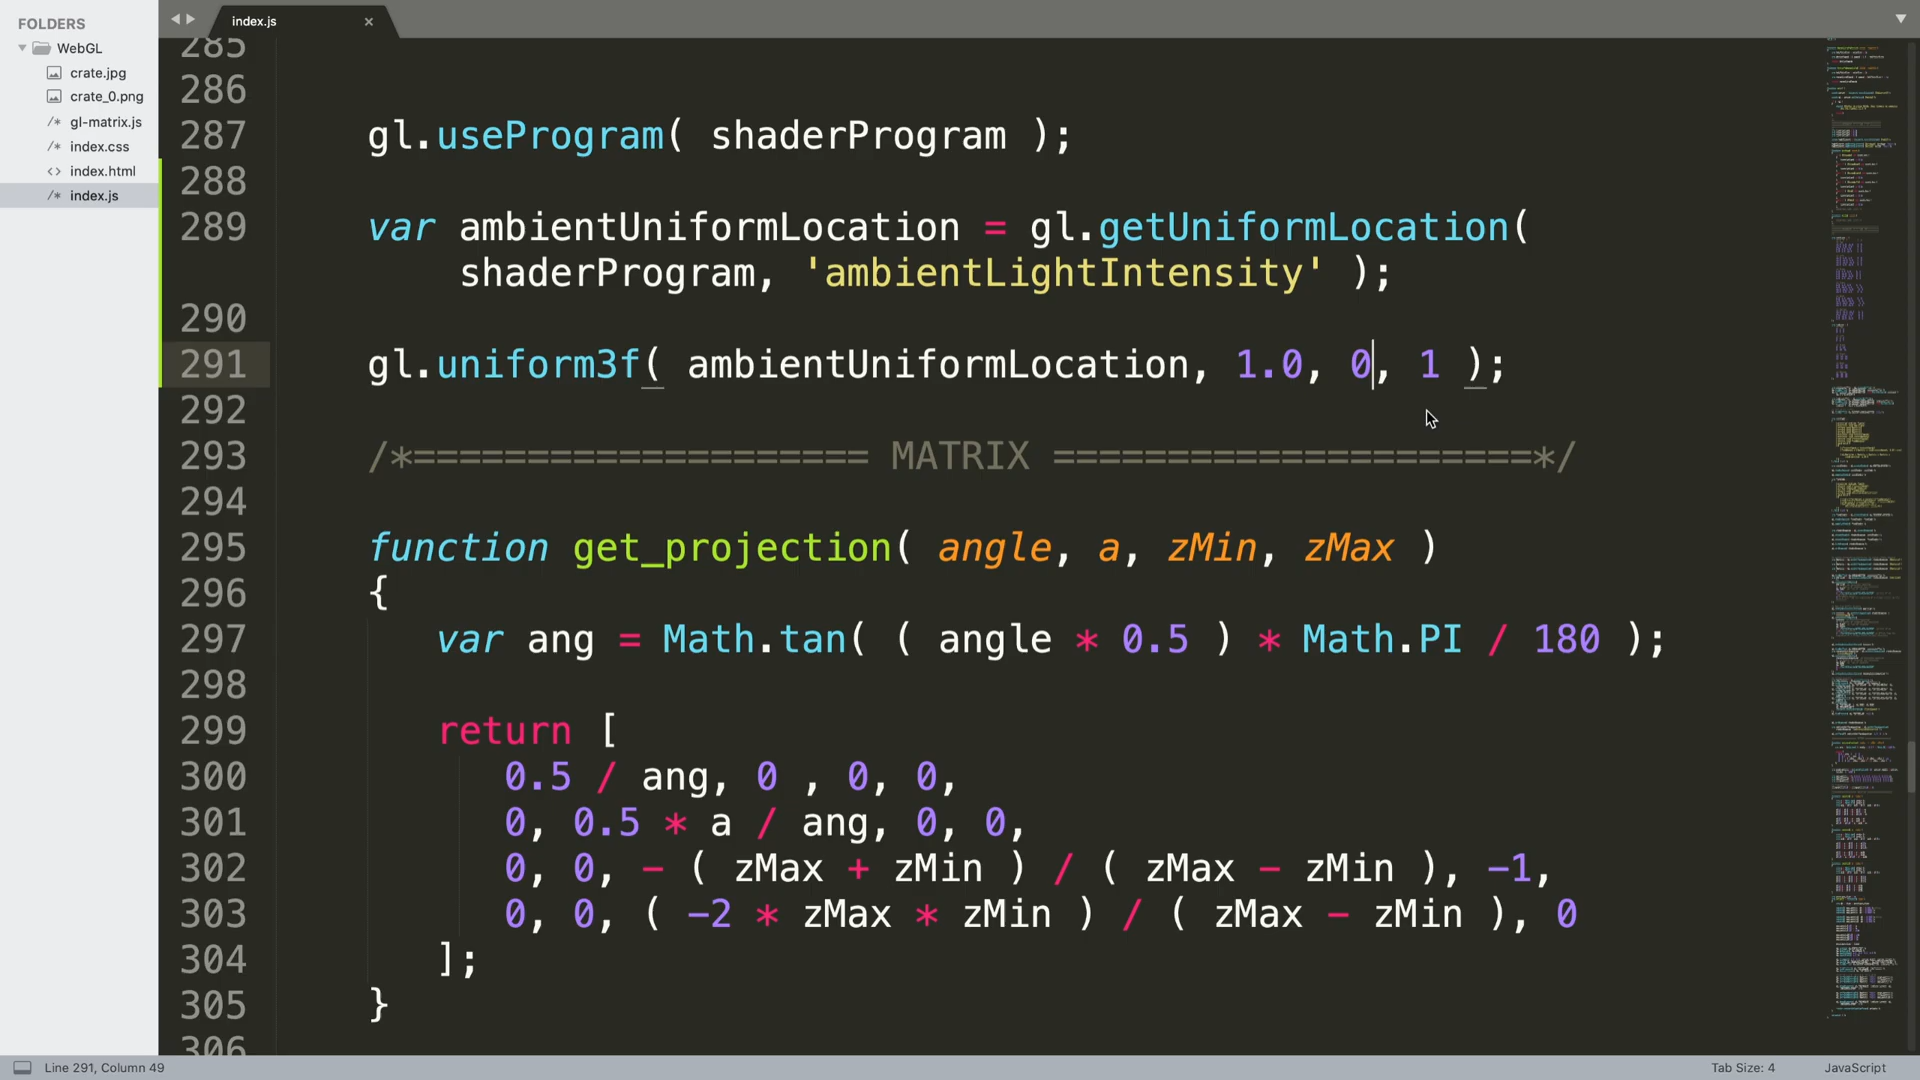 FOLDERS
WebGL
crate.jpg
crate_0.png
/* gl-matrix.js
/* index.css
<> index.html
/* index.js
index.js ×
285
286
287 gl.useProgram( shaderProgram );
288
289 var ambientUniformLocation = gl.getUniformLocation(
shaderProgram, 'ambientLightIntensity' );
290
291 gl.uniform3f( ambientUniformLocation, 1.0, 0, 1 );
292
293 /*==================== MATRIX =====================*/
294
295 function get_projection( angle, a, zMin, zMax )
296 {
297 var ang = Math.tan( ( angle * 0.5 ) * Math.PI / 180 );
298
299 return [
300 0.5 / ang, 0 , 0, 0,
301 0, 0.5 * a / ang, 0, 0,
302 0, 0, - ( zMax + zMin ) / ( zMax - zMin ), -1,
303 0, 0, ( -2 * zMax * zMin ) / ( zMax - zMin ), 0
304 ];
305 }
306
Line 291, Column 49
Tab Size: 4
JavaScript